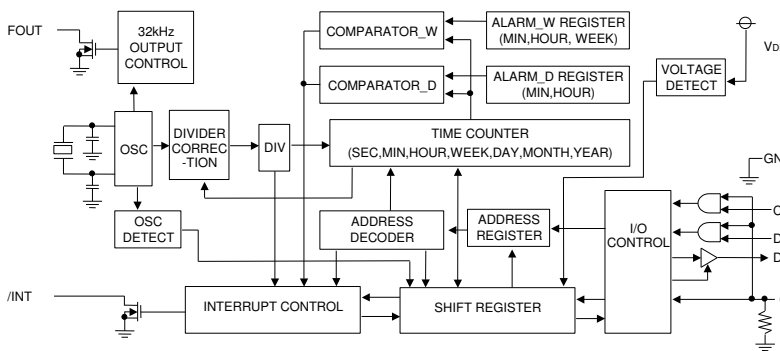 FOUT
32kHz
OUTPUT
CONTROL
COMPARATOR_W
ALARM_W REGISTER
(MIN,HOUR, WEEK)
COMPARATOR_D
ALARM_D REGISTER
(MIN,HOUR)
VOLTAGE
DETECT
VD
OSC
DIVIDER
CORREC
-TION
DIV
TIME COUNTER
(SEC,MIN,HOUR,WEEK,DAY,MONTH,YEAR)
GN
OSC
DETECT
ADDRESS
DECODER
ADDRESS
REGISTER
I/O
CONTROL
C
D
D
/INT
INTERRUPT CONTROL
SHIFT REGISTER